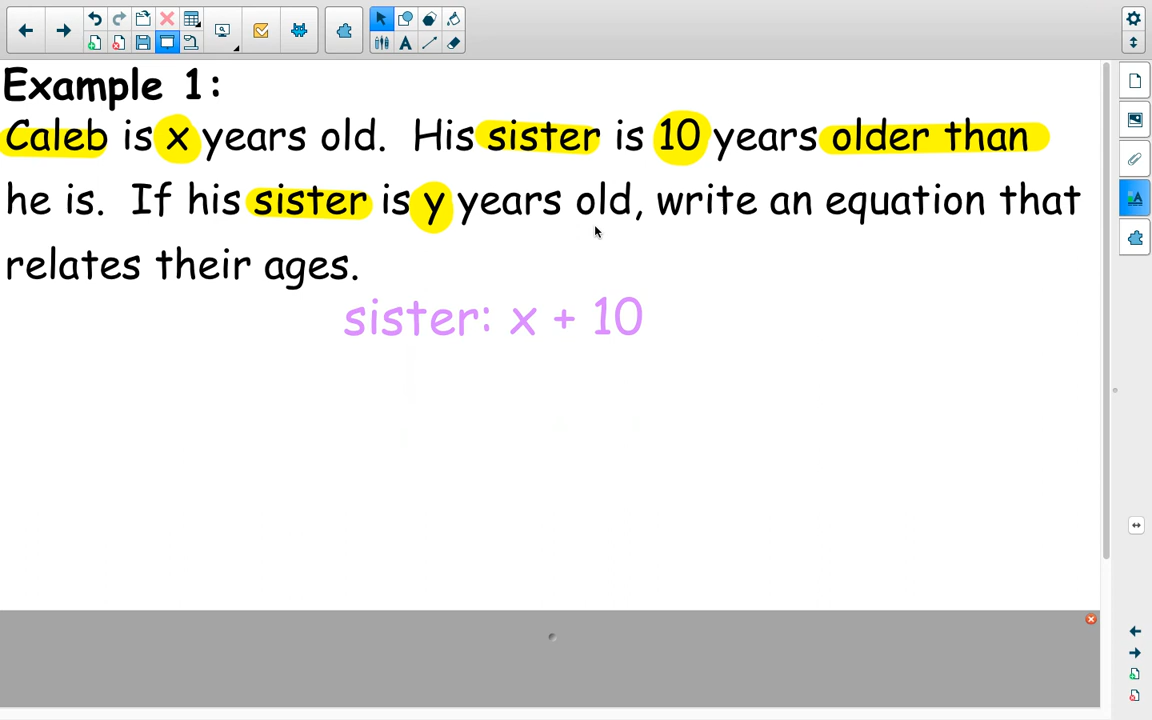 Example 1:
Caleb is x years old. His sister is 10 years older than
he is. If his sister is y years old, write an equation that
relates their ages.
sister: x + 10